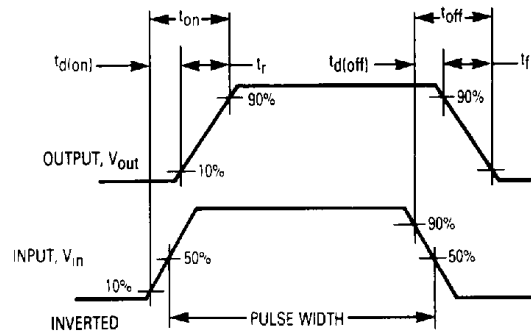 ton
toff
td(on)
tr
td(off)
tf
90%
90%
OUTPUT, Vout
10%
90%
INPUT, Vin
50%
50%
10%
PULSE WIDTH
INVERTED